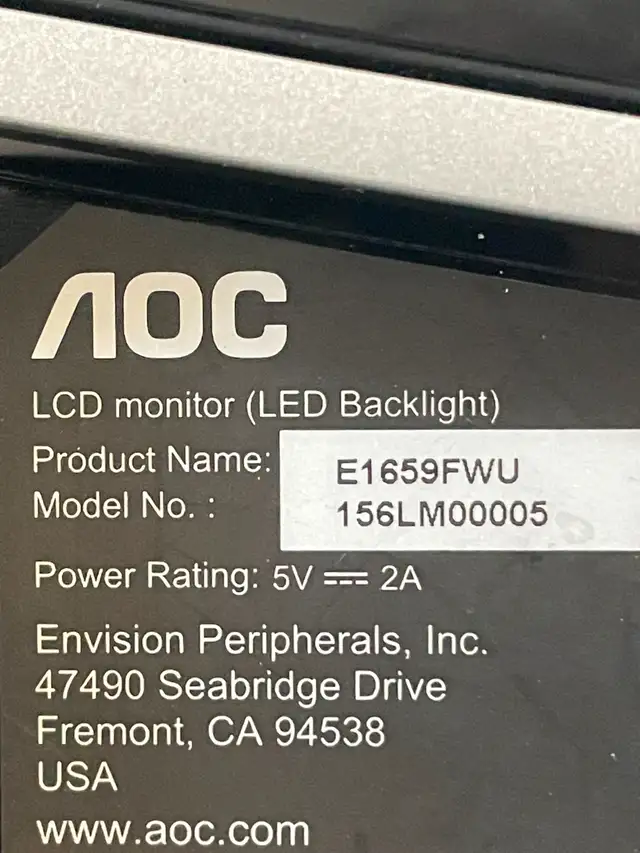 AOC
LCD monitor (LED Backlight)
Product Name: E1659FWU
Model No. : 156LM00005
Power Rating: 5V ⎓ 2A
Envision Peripherals, Inc.
47490 Seabridge Drive
Fremont, CA 94538
USA
www.aoc.com